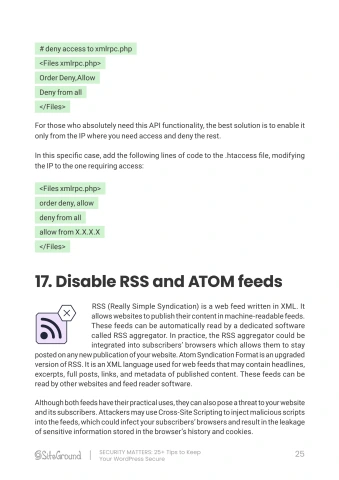 # deny access to xmlrpc.php
<Files xmlrpc.php>
Order Deny,Allow
Deny from all
</Files>
For those who absolutely need this API functionality, the best solution is to enable it
only from the IP where you need access and deny the rest.
In this specific case, add the following lines of code to the .htaccess file, modifying
the IP to the one requiring access:
<Files xmlrpc.php>
order deny, allow
deny from all
allow from X.X.X.X
</Files>
17. Disable RSS and ATOM feeds
RSS (Really Simple Syndication) is a web feed written in XML. It
allows websites to publish their content in machine-readable feeds.
These feeds can be automatically read by a dedicated software
called RSS aggregator. In practice, the RSS aggregator could be
integrated into subscribers' browsers which allows them to stay
posted on any new publication of your website. Atom Syndication Format is an upgraded
version of RSS. It is an XML language used for web feeds that may contain headlines,
excerpts, full posts, links, and metadata of published content. These feeds can be
read by other websites and feed reader software.
Although both feeds have their practical uses, they can also pose a threat to your website
and its subscribers. Attackers may use Cross-Site Scripting to inject malicious scripts
into the feeds, which could infect your subscribers' browsers and result in the leakage
of sensitive information stored in the browser's history and cookies.
SiteGround
SECURITY MATTERS: 25+ Tips to Keep
Your WordPress Secure
25